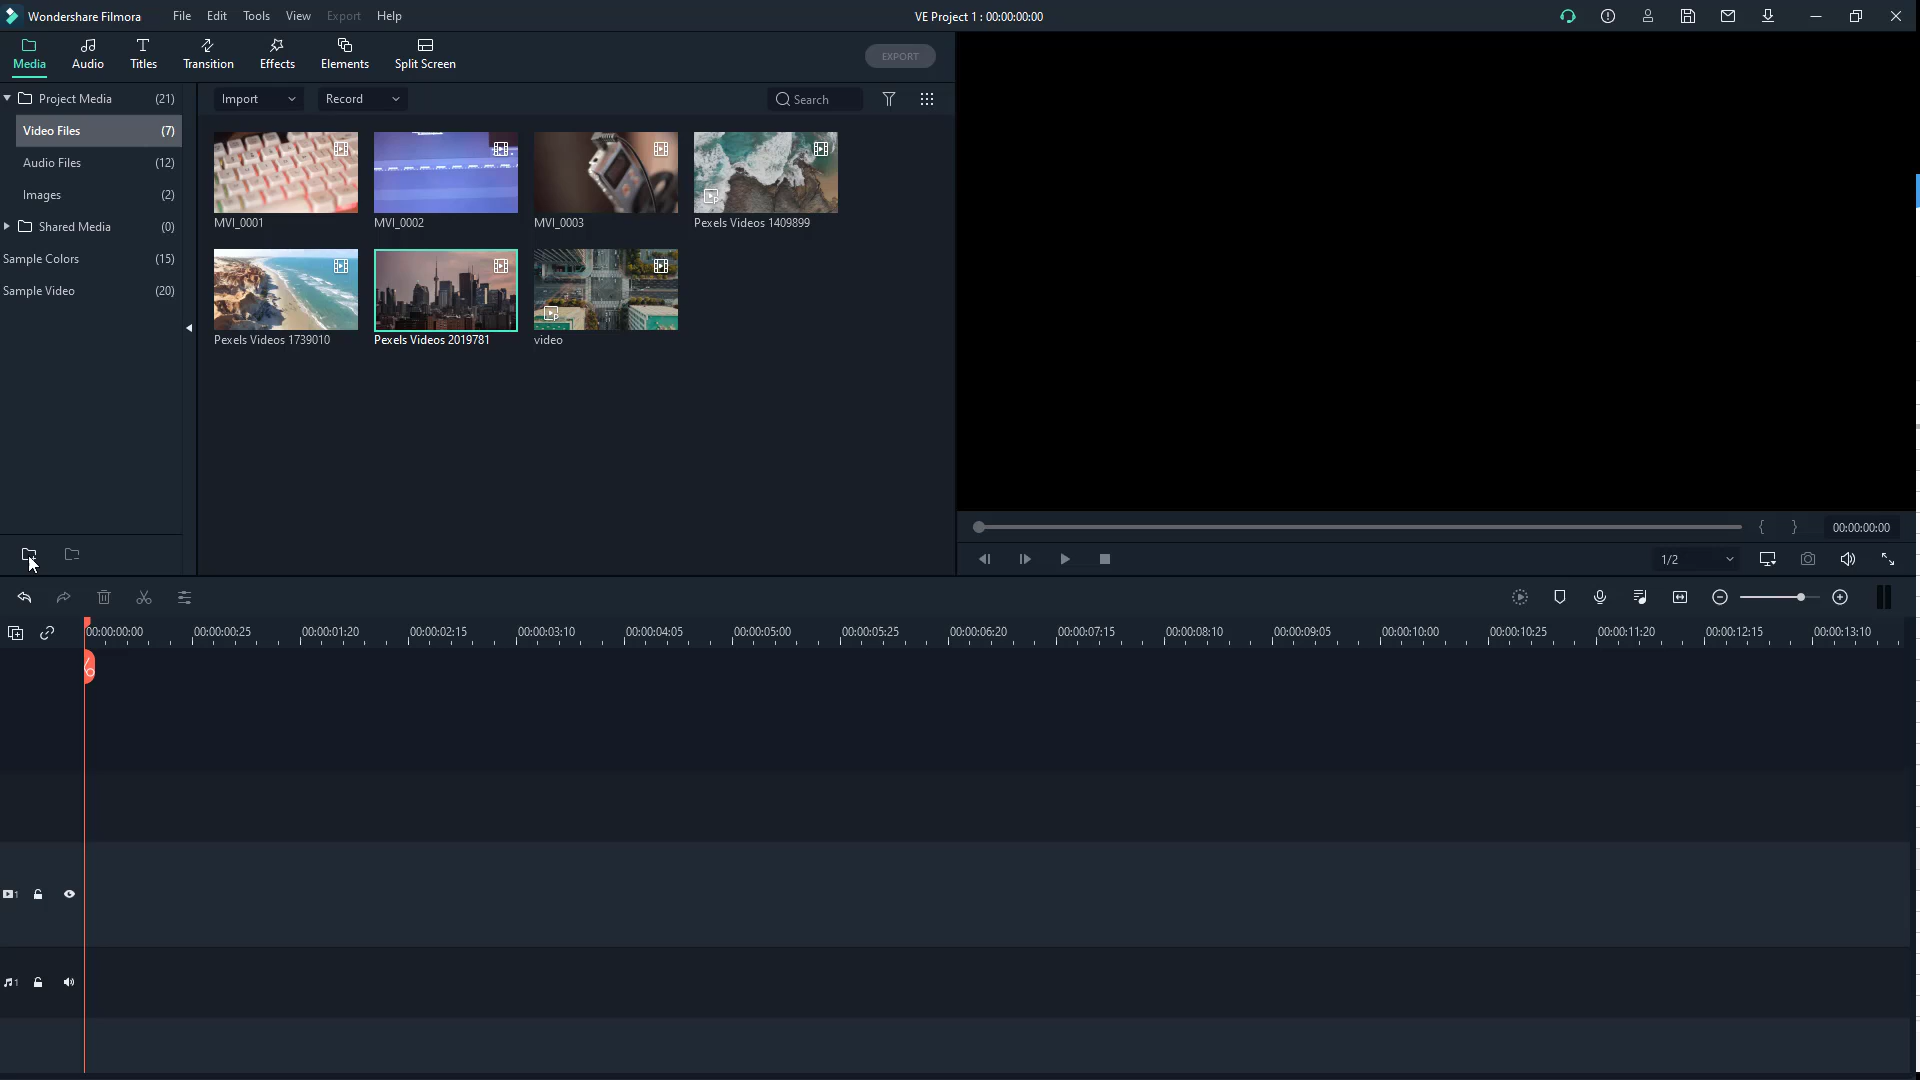 Wondershare Filmora File Edit Tools View Export Help VE Project 1 : 00:00:00:00
Media Audio Titles Transition Effects Elements Split Screen EXPORT
Project Media (21)
Video Files (7)
Audio Files (12)
Images (2)
Shared Media (0)
Sample Colors (15)
Sample Video (20)
Import Record Search
MVI_0001 MVI_0002 MVI_0003 Pexels Videos 1409899
Pexels Videos 1739010 Pexels Videos 2019781 video
{ } 00:00:00:00
1/2
00:00:00:00 00:00:00:25 00:00:01:20 00:00:02:15 00:00:03:10 00:00:04:05 00:00:05:00 00:00:05:25 00:00:06:20 00:00:07:15 00:00:08:10 00:00:09:05 00:00:10:00 00:00:10:25 00:00:11:20 00:00:12:15 00:00:13:10
1
1